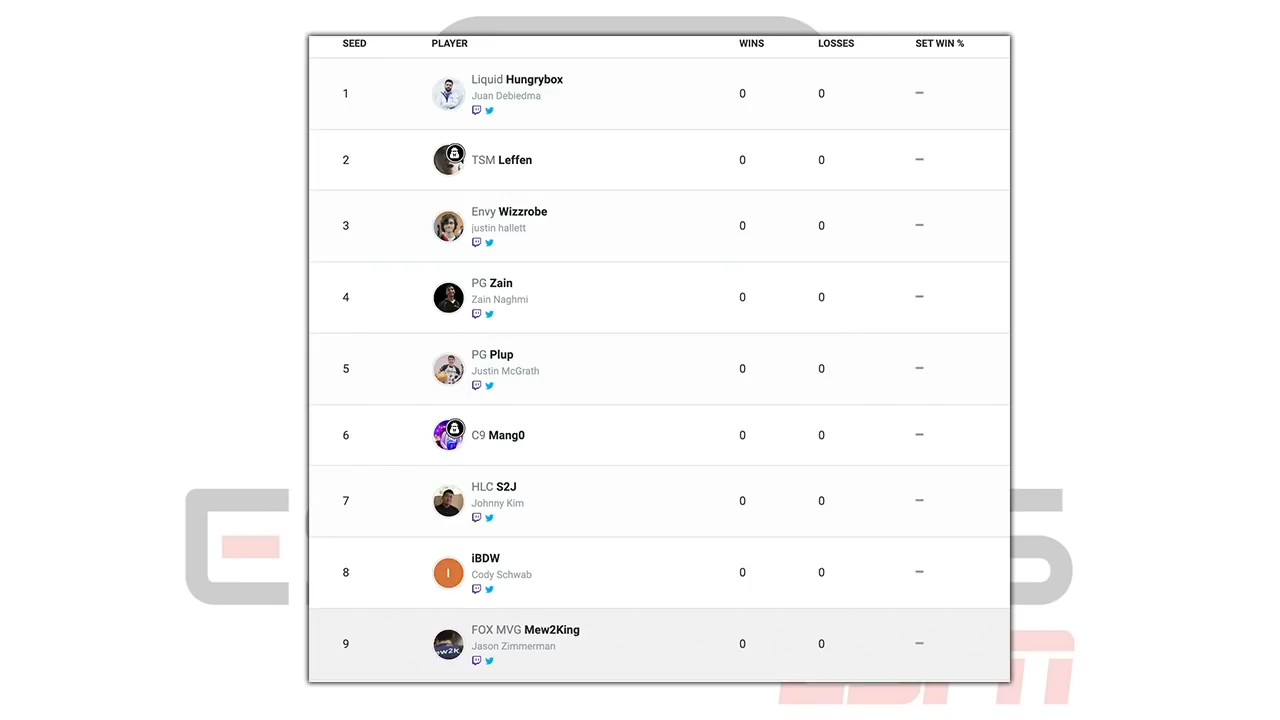 SEED PLAYER WINS LOSSES SET WIN %
1 Liquid Hungrybox 0 0 –
Juan Debiedma
2 TSM Leffen 0 0 –
3 Envy Wizzrobe 0 0 –
justin hallett
4 PG Zain 0 0 –
Zain Naghmi
5 PG Plup 0 0 –
Justin McGrath
6 C9 Mang0 0 0 –
7 HLC S2J 0 0 –
Johnny Kim
8 I iBDW 0 0 –
Cody Schwab
9 FOX MVG Mew2King 0 0 –
Jason Zimmerman